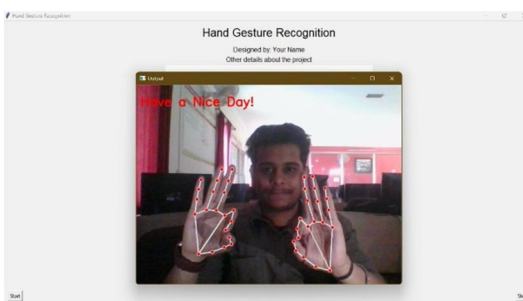 Hand Gesture Recognition
Hand Gesture Recognition
Designed by: Your Name
Other details about the project
Output
Have a Nice Day!
Start